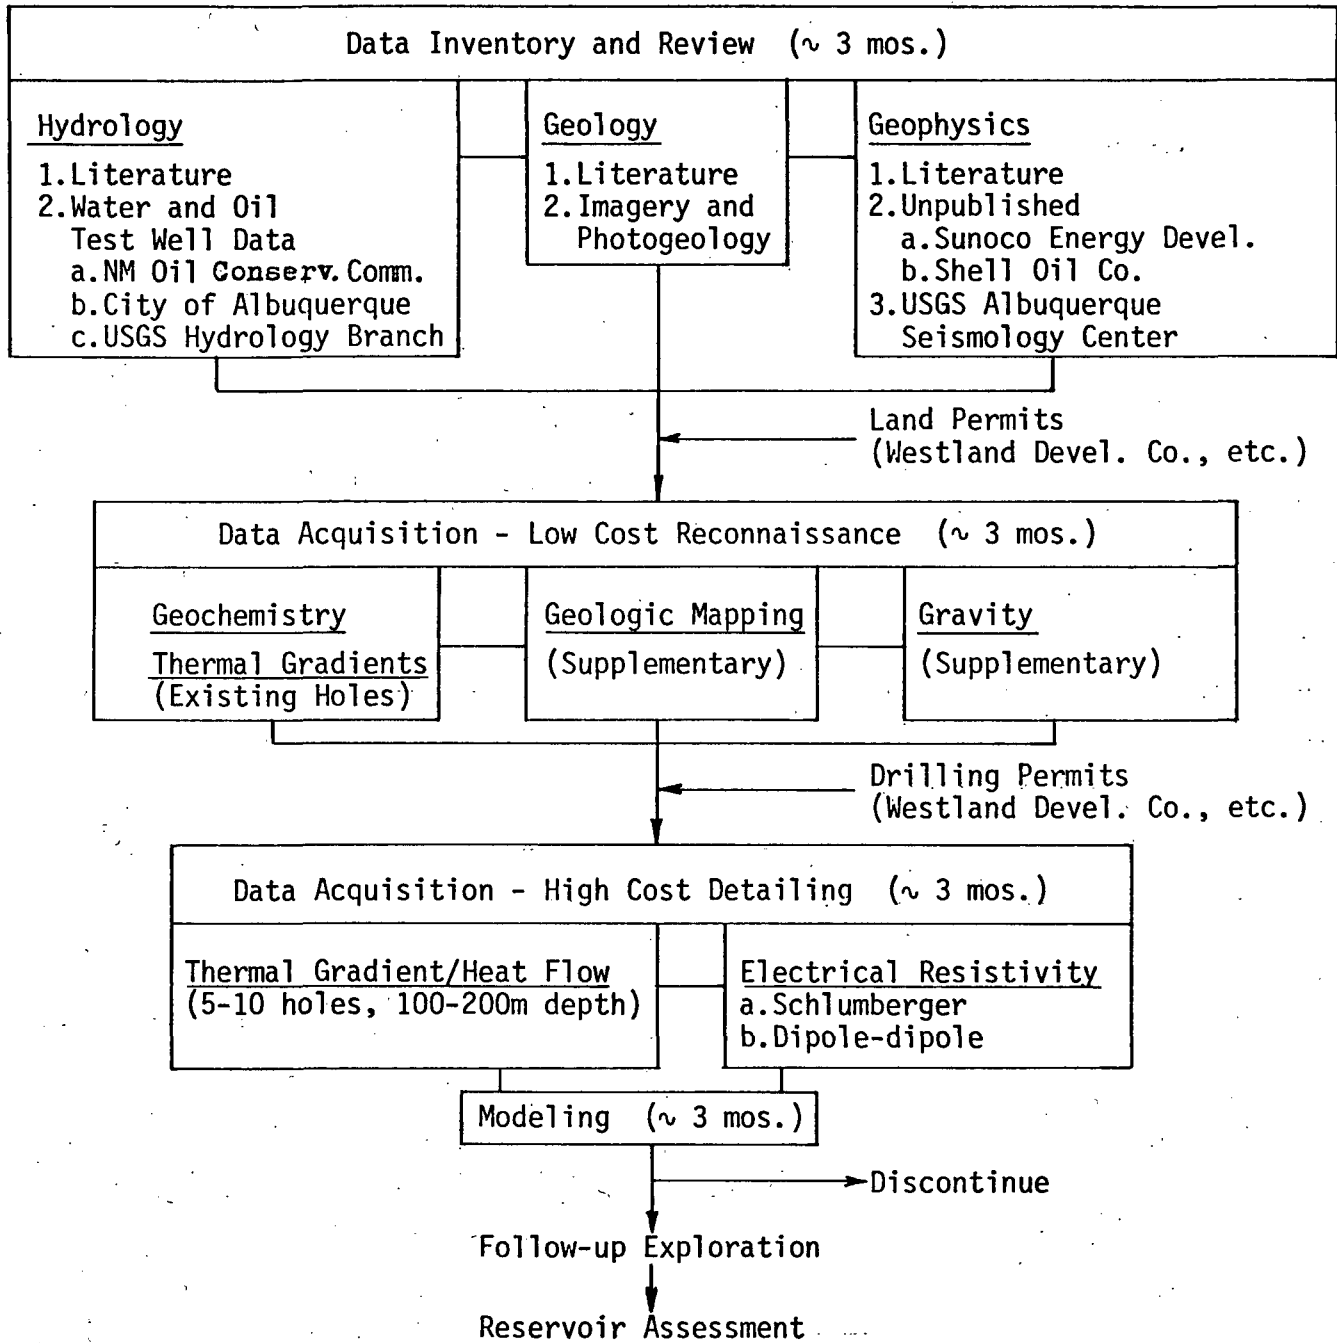 Data Inventory and Review (~ 3 mos.)
Hydrology
1.Literature
2.Water and Oil
Test Well Data
a.NM Oil Conserv. Comm.
b.City of Albuquerque
c.USGS Hydrology Branch
Geology
1.Literature
2.Imagery and
Photogeology
Geophysics
1.Literature
2.Unpublished
a.Sunoco Energy Devel.
b.Shell Oil Co.
3.USGS Albuquerque
Seismology Center
Land Permits
(Westland Devel. Co., etc.)
Data Acquisition - Low Cost Reconnaissance (~ 3 mos.)
Geochemistry
Thermal Gradients
(Existing Holes)
Geologic Mapping
(Supplementary)
Gravity
(Supplementary)
Drilling Permits
(Westland Devel. Co., etc.)
Data Acquisition - High Cost Detailing (~ 3 mos.)
Thermal Gradient/Heat Flow
(5-10 holes, 100-200m depth)
Electrical Resistivity
a.Schlumberger
b.Dipole-dipole
Modeling (~ 3 mos.)
Discontinue
Follow-up Exploration
Reservoir Assessment